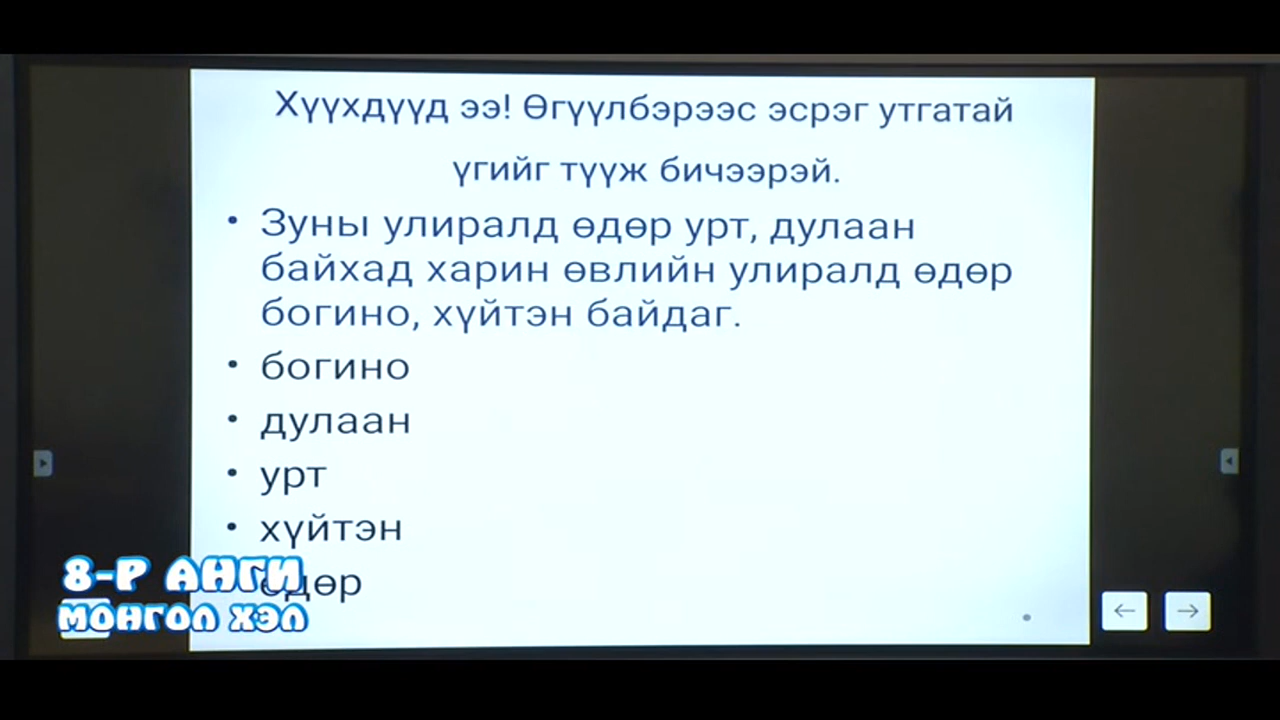 Хүүхдүүд ээ! Өгүүлбэрээс эсрэг утгатай
үгийг түүж бичээрэй.
• Зуны улиралд өдөр урт, дулаан
байхад харин өвлийн улиралд өдөр
богино, хүйтэн байдаг.
• богино
• дулаан
• урт
• хүйтэн
өдөр
8-Р АНГИ
МОНГОЛ ХЭЛ